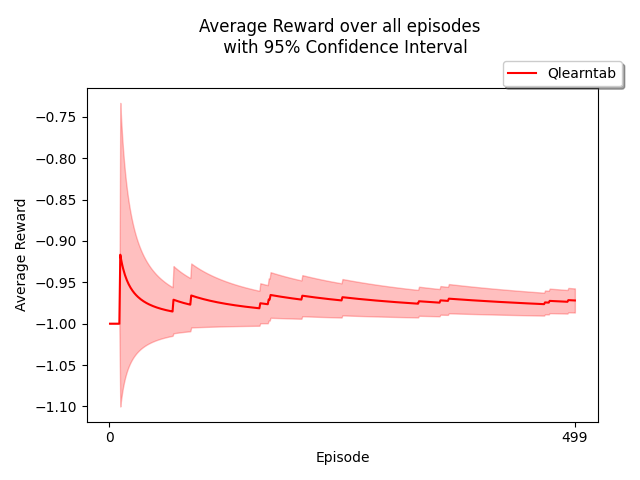 Average Reward over all episodes
with 95% Confidence Interval
Qlearntab
−0.75
−0.80
−0.85
−0.90
−0.95
−1.00
−1.05
−1.10
Average Reward
0
499
Episode